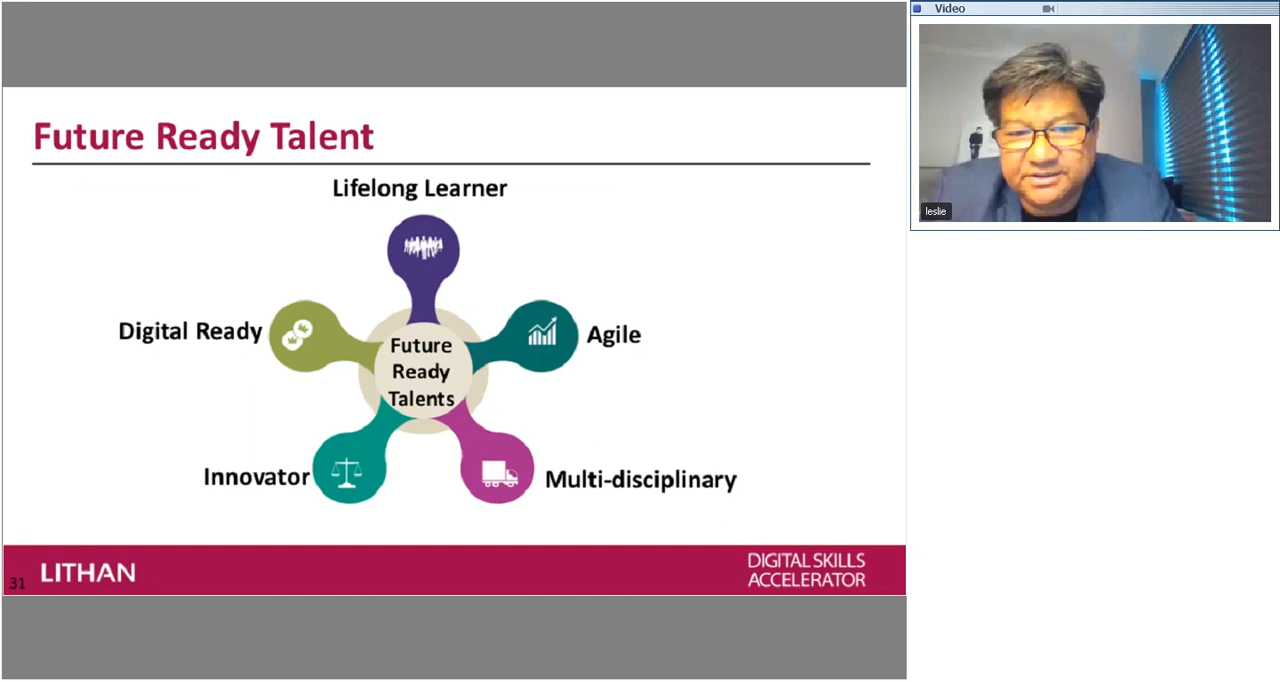 Future Ready Talent
Lifelong Learner
Digital Ready
Agile
Future
Ready
Talents
Innovator
Multi-disciplinary
31
LITHAN
DIGITAL SKILLS
ACCELERATOR
Video
leslie